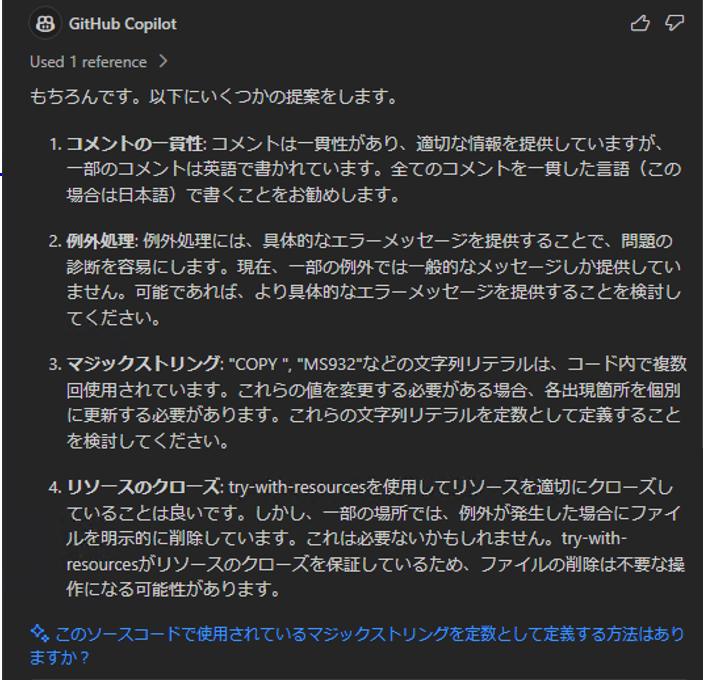 GitHub Copilot
Used 1 reference
もちろんです。以下にいくつかの提案をします。
1. コメントの一貫性: コメントは一貫性があり、適切な情報を提供していますが、
一部のコメントは英語で書かれています。全てのコメントを一貫した言語（この
場合は日本語）で書くことをお勧めします。
2. 例外処理: 例外処理には、具体的なエラーメッセージを提供することで、問題の
診断を容易にします。現在、一部の例外では一般的なメッセージしか提供してい
ません。可能であれば、より具体的なエラーメッセージを提供することを検討し
てください。
3. マジックストリング: "COPY ", "MS932"などの文字列リテラルは、コード内で複数
回使用されています。これらの値を変更する必要がある場合、各出現箇所を個別
に更新する必要があります。これらの文字列リテラルを定数として定義すること
を検討してください。
4. リソースのクローズ: try-with-resourcesを使用してリソースを適切にクローズし
ていることは良いです。しかし、一部の場所では、例外が発生した場合にファイ
ルを明示的に削除しています。これは必要ないかもしれません。try-with-
resourcesがリソースのクローズを保証しているため、ファイルの削除は不要な操
作になる可能性があります。
このソースコードで使用されているマジックストリングを定数として定義する方法はあり
ますか？